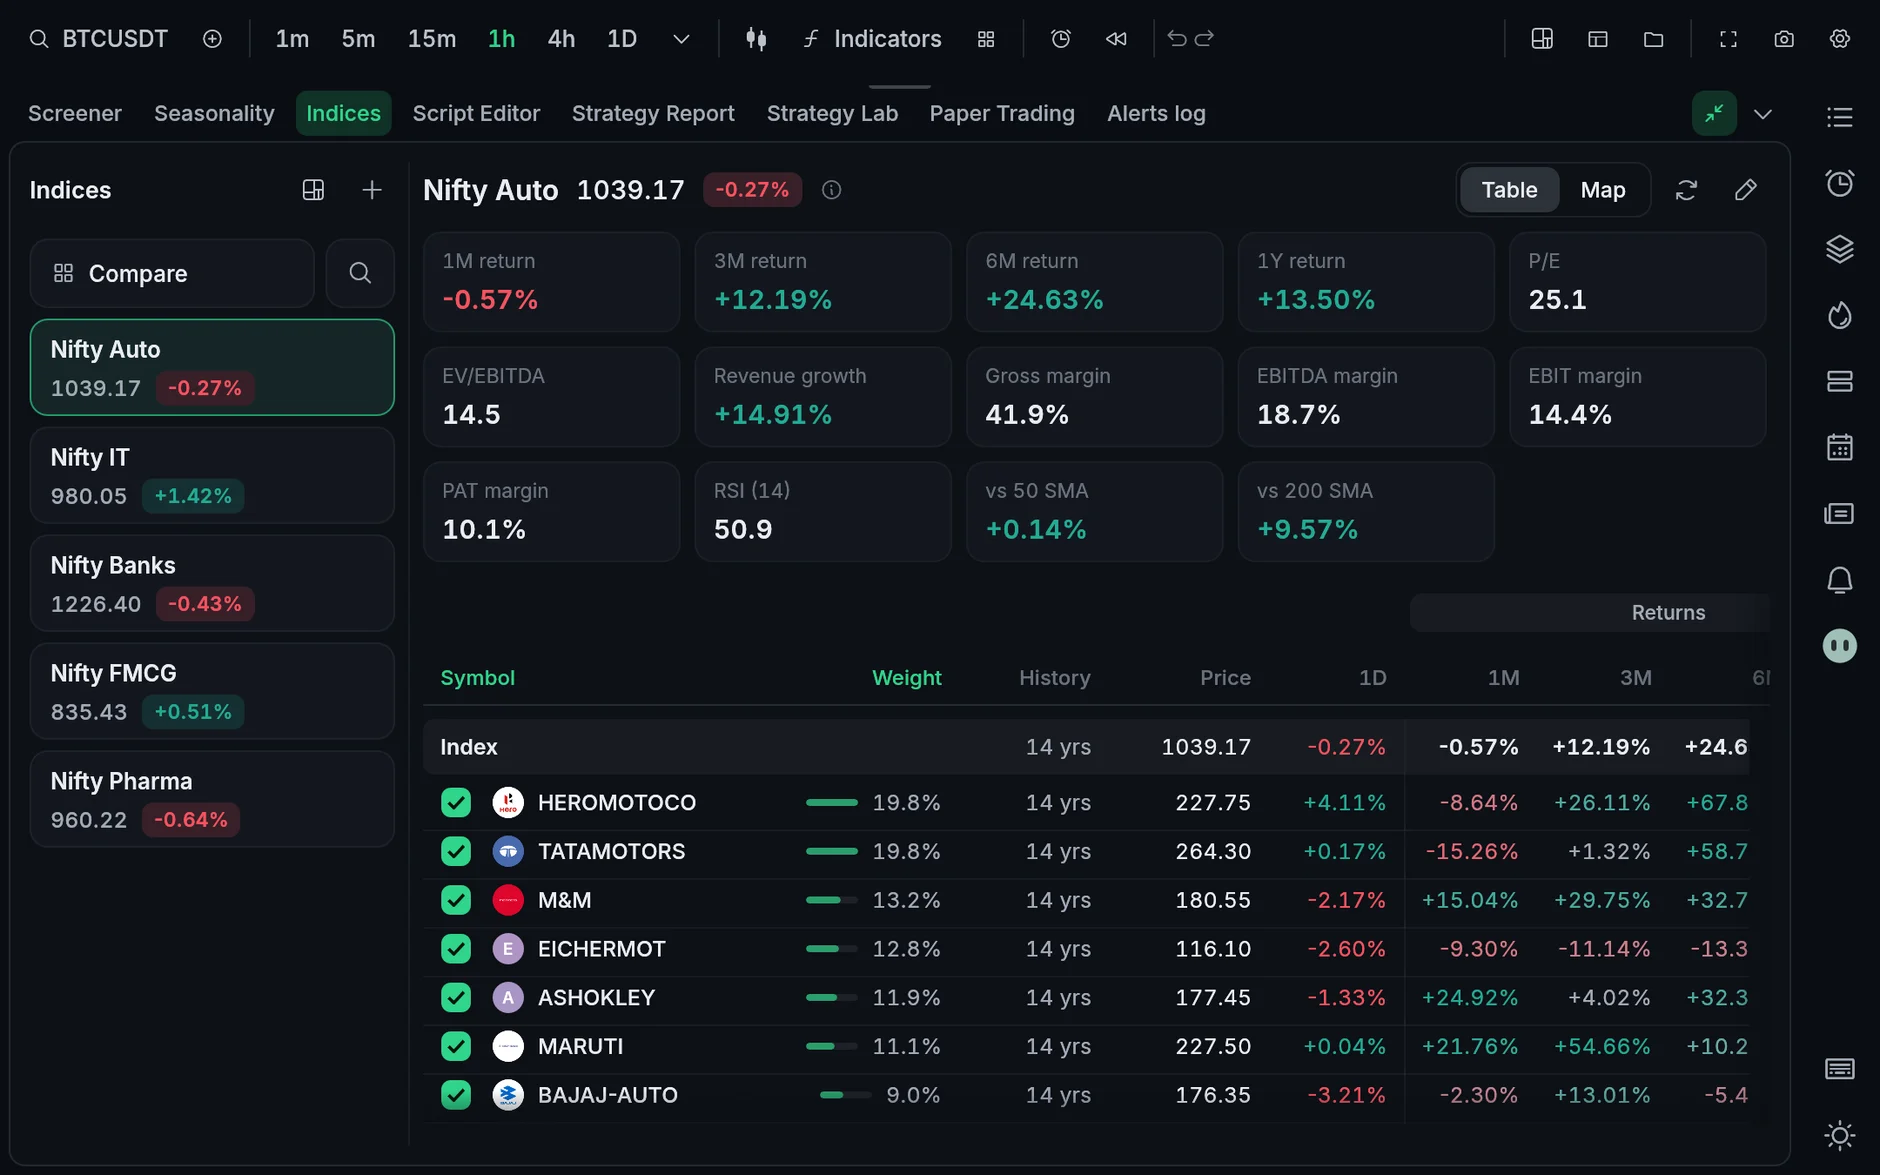 BTCUSDT 1m 5m 15m 1h 4h 1D Indicators
Screener Seasonality Indices Script Editor Strategy Report Strategy Lab Paper Trading Alerts log
Indices
Compare
Nifty Auto
1039.17 -0.27%
Nifty IT
980.05 +1.42%
Nifty Banks
1226.40 -0.43%
Nifty FMCG
835.43 +0.51%
Nifty Pharma
960.22 -0.64%
Nifty Auto 1039.17 -0.27% Table Map
1M return 3M return 6M return 1Y return P/E
-0.57% +12.19% +24.63% +13.50% 25.1
EV/EBITDA Revenue growth Gross margin EBITDA margin EBIT margin
14.5 +14.91% 41.9% 18.7% 14.4%
PAT margin RSI (14) vs 50 SMA vs 200 SMA
10.1% 50.9 +0.14% +9.57%
Returns
Symbol Weight History Price 1D 1M 3M 6
Index 14 yrs 1039.17 -0.27% -0.57% +12.19% +24.6
Hero HEROMOTOCO 19.8% 14 yrs 227.75 +4.11% -8.64% +26.11% +67.8
TATAMOTORS 19.8% 14 yrs 264.30 +0.17% -15.26% +1.32% +58.7
M&M 13.2% 14 yrs 180.55 -2.17% +15.04% +29.75% +32.7
E EICHERMOT 12.8% 14 yrs 116.10 -2.60% -9.30% -11.14% -13.3
A ASHOKLEY 11.9% 14 yrs 177.45 -1.33% +24.92% +4.02% +32.3
MARUTI 11.1% 14 yrs 227.50 +0.04% +21.76% +54.66% +10.2
BAJAJ-AUTO 9.0% 14 yrs 176.35 -3.21% -2.30% +13.01% -5.4